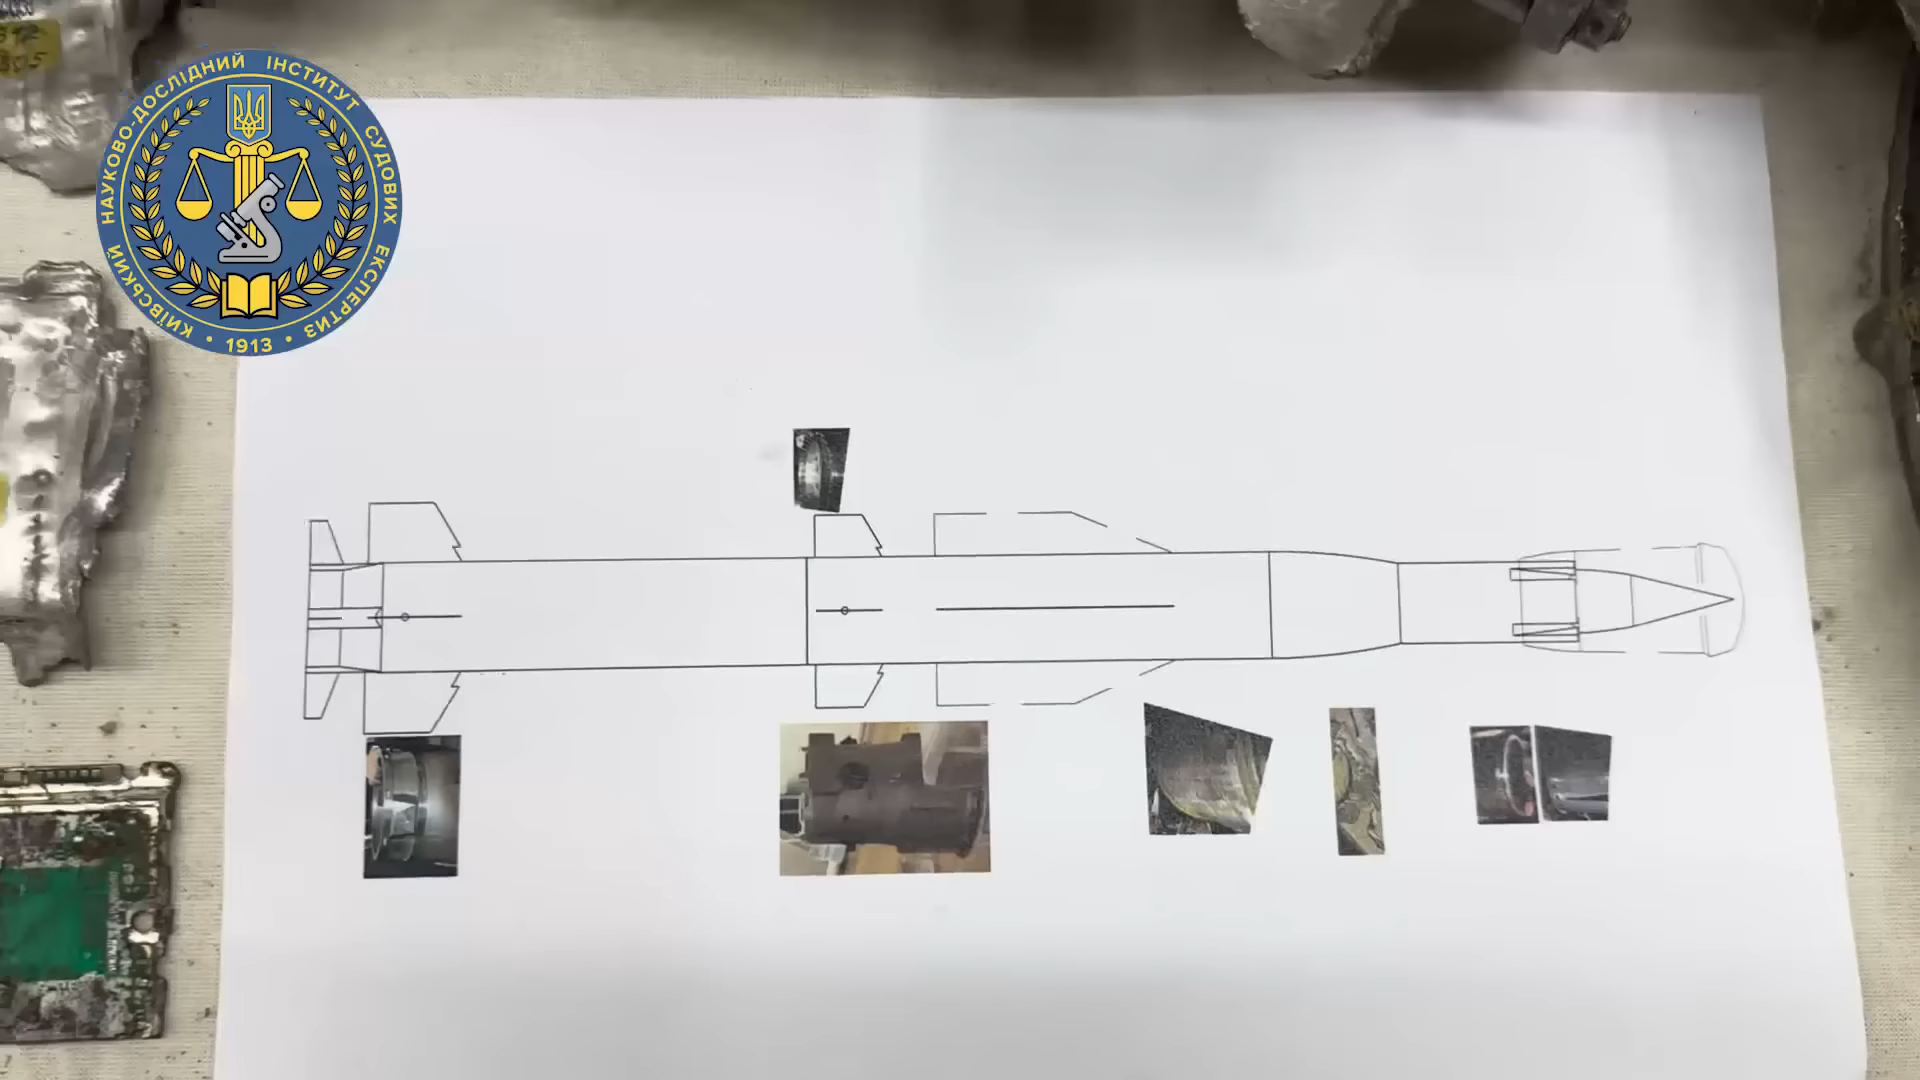 КИЇВСЬКИЙ НАУКОВО-ДОСЛІДНИЙ ІНСТИТУТ СУДОВИХ ЕКСПЕРТИЗ
• 1913 •